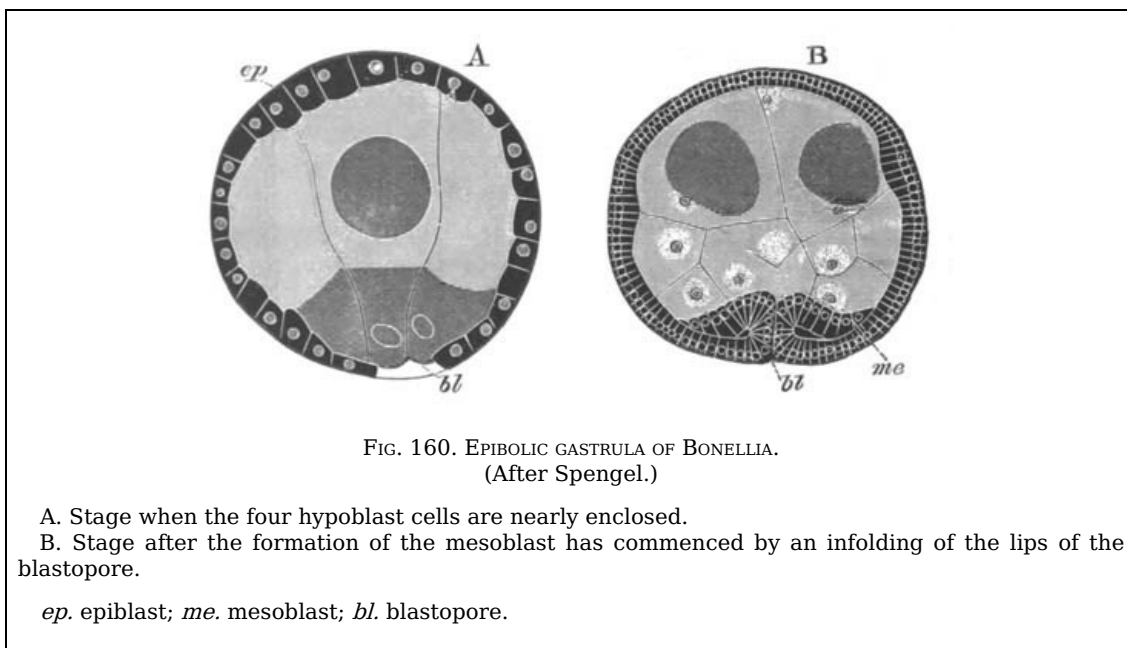 A
B
ep
bl
bl
me
FIG. 160. EPIBOLIC GASTRULA OF BONELLIA.
(After Spengel.)
A. Stage when the four hypoblast cells are nearly enclosed.
B. Stage after the formation of the mesoblast has commenced by an infolding of the lips of the
blastopore.
ep. epiblast; me. mesoblast; bl. blastopore.